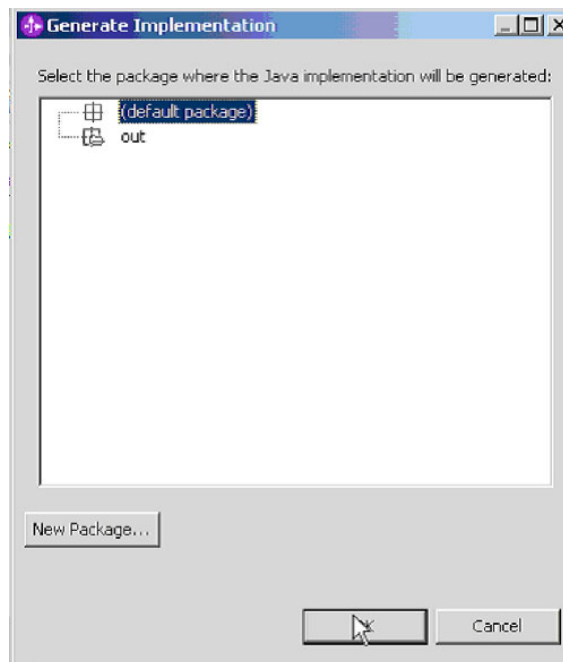 Generate Implementation
Select the package where the Java implementation will be generated:
(default package)
out
New Package...
Cancel